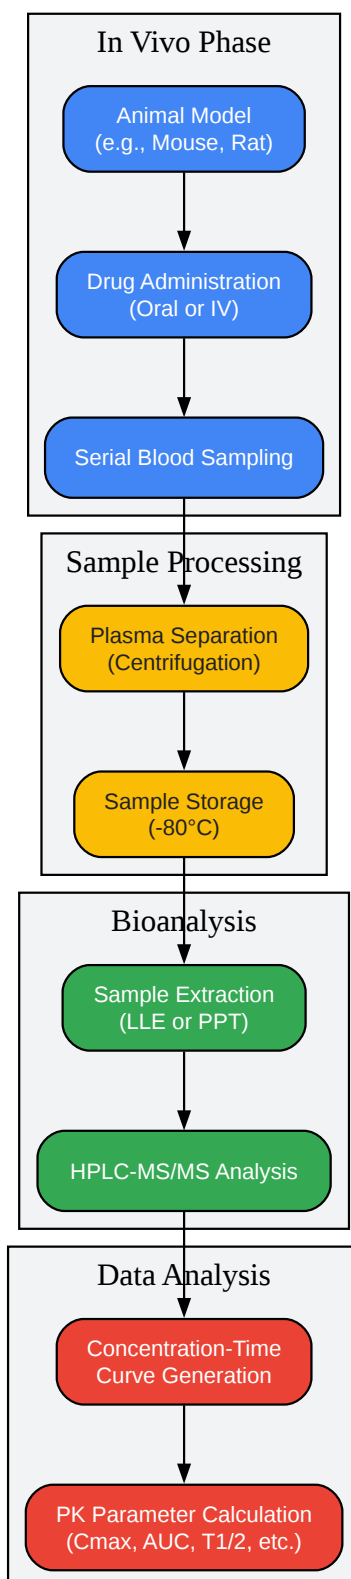 In Vivo Phase
Animal Model
(e.g., Mouse, Rat)
Drug Administration
(Oral or IV)
Serial Blood Sampling
Sample Processing
Plasma Separation
(Centrifugation)
Sample Storage
(-80°C)
Bioanalysis
Sample Extraction
(LLE or PPT)
HPLC-MS/MS Analysis
Data Analysis
Concentration-Time
Curve Generation
PK Parameter Calculation
(Cmax, AUC, T1/2, etc.)